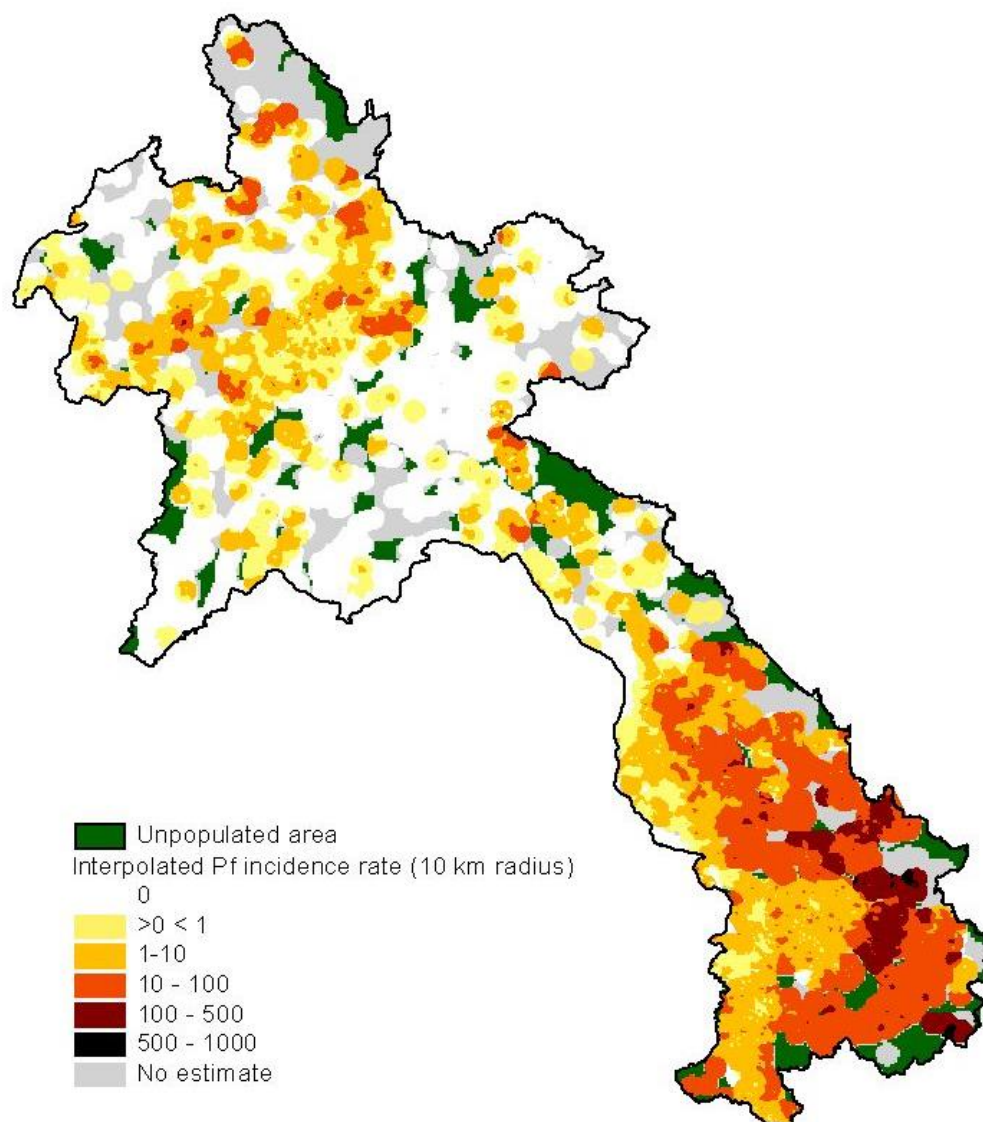 Unpopulated area
Interpolated Pf incidence rate (10 km radius)
0
>0 < 1
1-10
10 - 100
100 - 500
500 - 1000
No estimate